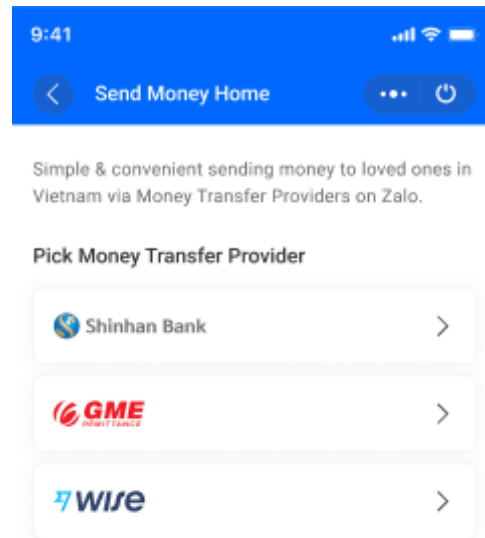 9:41
Send Money Home
Simple & convenient sending money to loved ones in
Vietnam via Money Transfer Providers on Zalo.
Pick Money Transfer Provider
Shinhan Bank
GME
REMITTANCE
wise